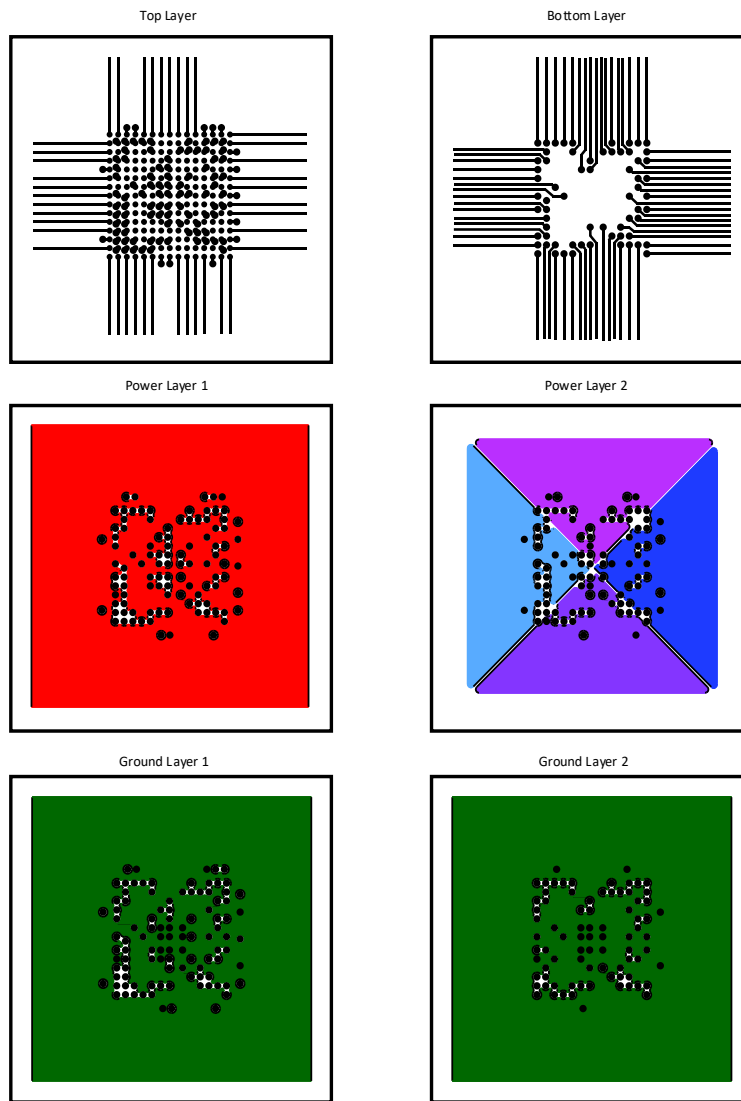 Top Layer
Bottom Layer
Power Layer 1
Power Layer 2
Ground Layer 1
Ground Layer 2